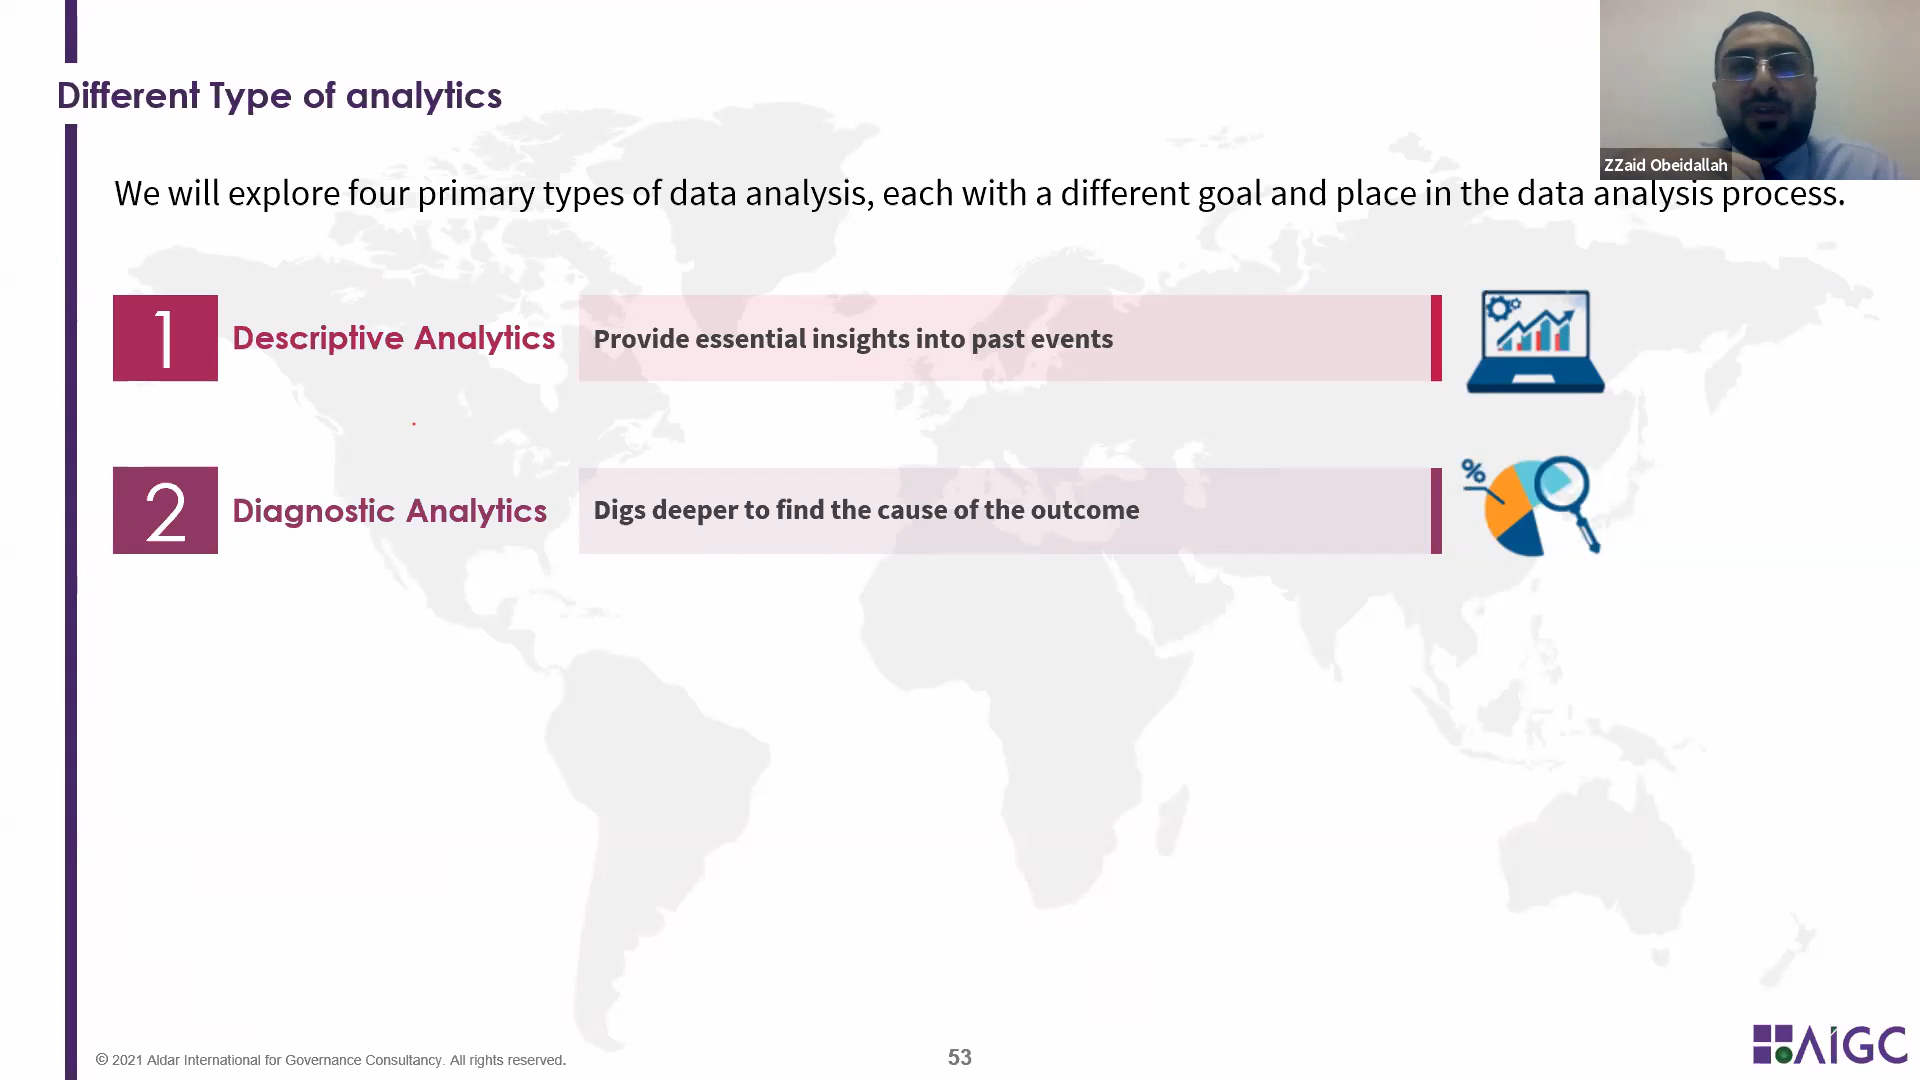 Different Type of analytics
ZZaid Obeidallah
We will explore four primary types of data analysis, each with a different goal and place in the data analysis process.
1 Descriptive Analytics Provide essential insights into past events
2 Diagnostic Analytics Digs deeper to find the cause of the outcome
%
© 2021 Aldar International for Governance Consultancy. All rights reserved.
53
AIGC